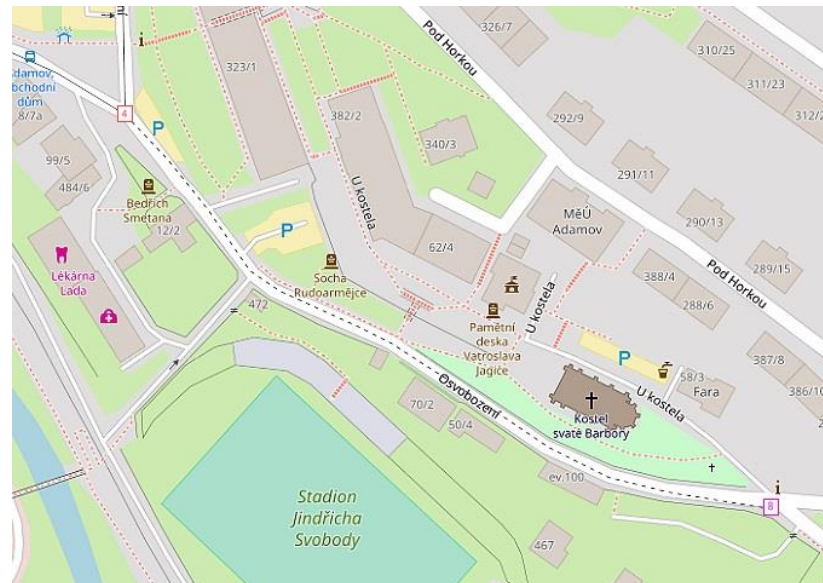 326/7
310/25
Pod Horkou
i
323/1
311/23
Adamov,
obchodní
dům
4
382/2
292/9
8/7a
P
340/3
99/5
291/11
484/6
U kostela
Bedřich
Smetana
MěÚ
Adamov
290/13
12/2
P
62/4
289/15
Lékárna
Lada
Socha
Rudoarmějce
388/4
Pod Horkou
U kostela
288/6
472
Pamětní
deska
Vatroslava
Jagiće
P
387/8
Osvobození
58/3
Fara
386/10
U kostela
70/2
Kostel
svaté Barbory
50/4
ev.100
i
8
Stadion
Jindřicha
Svobody
467